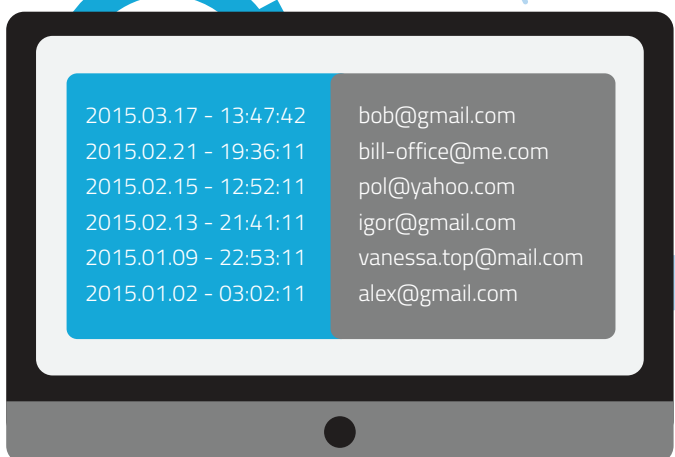 2015.03.17 - 13:47:42 bob@gmail.com
2015.02.21 - 19:36:11 bill-office@me.com
2015.02.15 - 12:52:11 pol@yahoo.com
2015.02.13 - 21:41:11 igor@gmail.com
2015.01.09 - 22:53:11 vanessa.top@mail.com
2015.01.02 - 03:02:11 alex@gmail.com